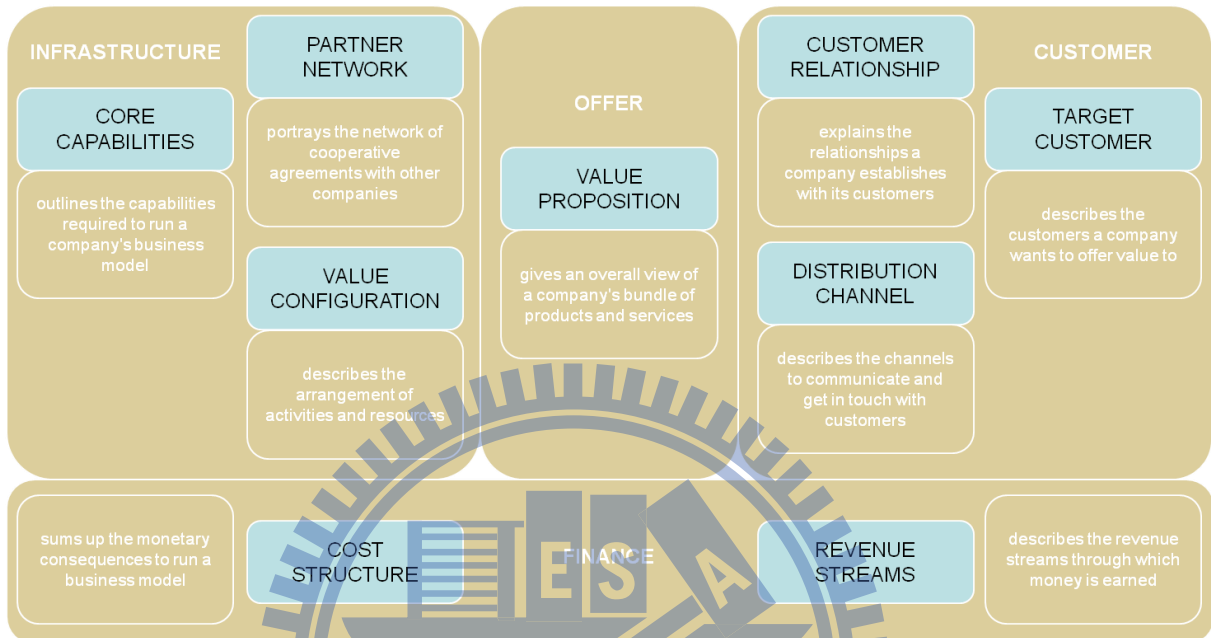 INFRASTRUCTURE
CORE
CAPABILITIES
outlines the capabilities
required to run a
company's business
model
PARTNER
NETWORK
portrays the network of
cooperative
agreements with other
companies
VALUE
CONFIGURATION
describes the
arrangement of
activities and resources
OFFER
VALUE
PROPOSITION
gives an overall view of
a company's bundle of
products and services
CUSTOMER
RELATIONSHIP
explains the
relationships a
company establishes
with its customers
DISTRIBUTION
CHANNEL
describes the channels
to communicate and
get in touch with
customers
CUSTOMER
TARGET
CUSTOMER
describes the
customers a company
wants to offer value to
sums up the monetary
consequences to run a
business model
COST
STRUCTURE
FINANCE
REVENUE
STREAMS
describes the revenue
streams through which
money is earned
ESA